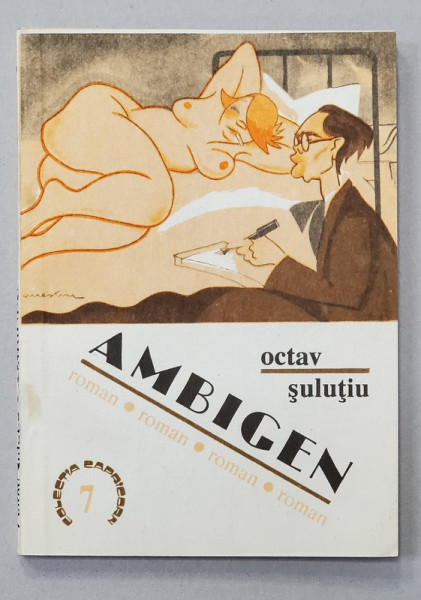 octav
şuluţiu
AMBIGEN
roman • roman • roman • roman
COLECŢIA CAPRICORN
7